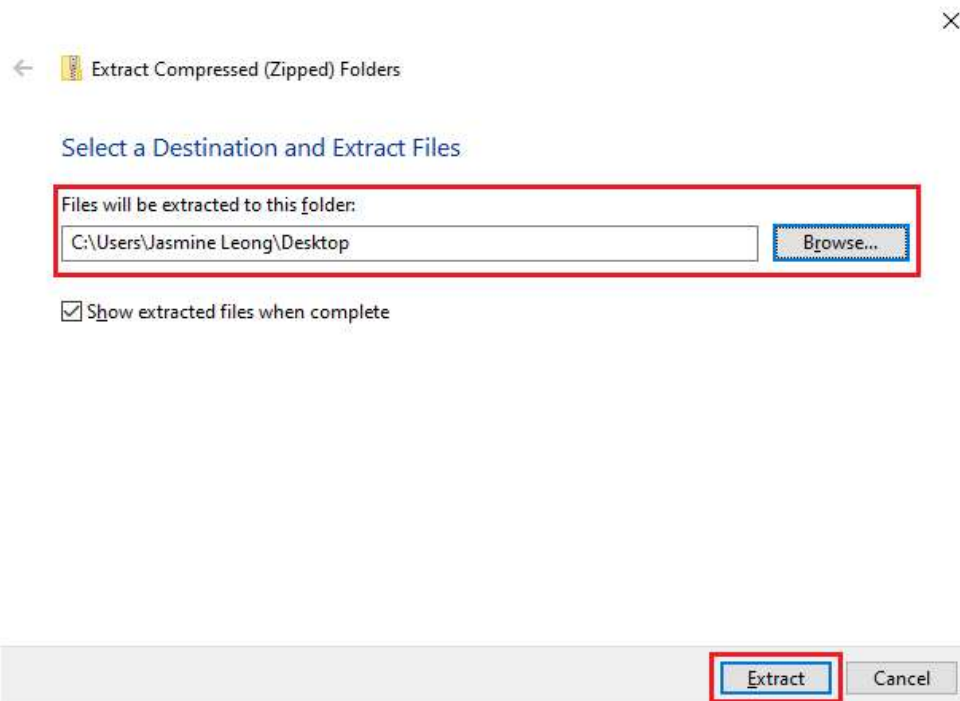 Extract Compressed (Zipped) Folders
Select a Destination and Extract Files
Files will be extracted to this folder:
C:\Users\Jasmine Leong\Desktop
Browse...
Show extracted files when complete
Extract
Cancel